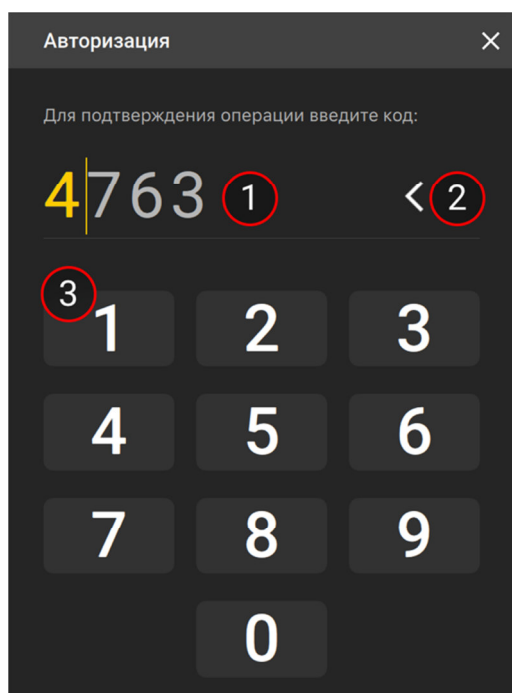 Авторизация
Для подтверждения операции введите код:
4763 1 < 2
3
1 2 3
4 5 6
7 8 9
0